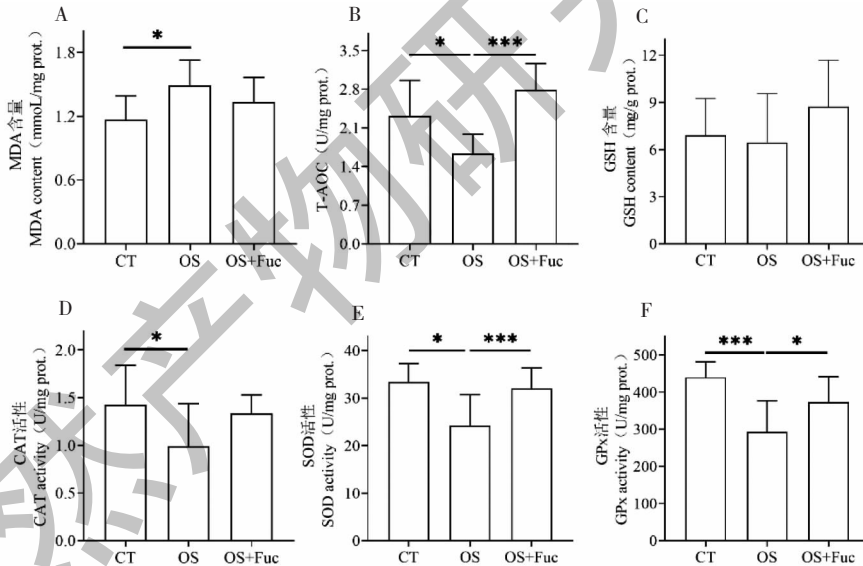 A
MDA含量
MDA content（mmoL/mg prot.）
1.8
1.2
0.6
0.0
*
CT OS OS+Fuc
B
T-AOC（U/mg prot.）
3.5
2.8
2.1
1.4
0.7
0.0
* ***
CT OS OS+Fuc
C
GSH 含量
GSH content（mg/g prot.）
12
9
6
3
0
CT OS OS+Fuc
D
CAT活性
CAT activity（U/mg prot.）
2.0
1.5
1.0
0.5
0.0
*
CT OS OS+Fuc
E
SOD活性
SOD activity（U/mg prot.）
40
30
20
10
0
* ***
CT OS OS+Fuc
F
GPx活性
GPx activity（U/mg prot.）
500
400
300
200
100
0
*** *
CT OS OS+Fuc
然产物研